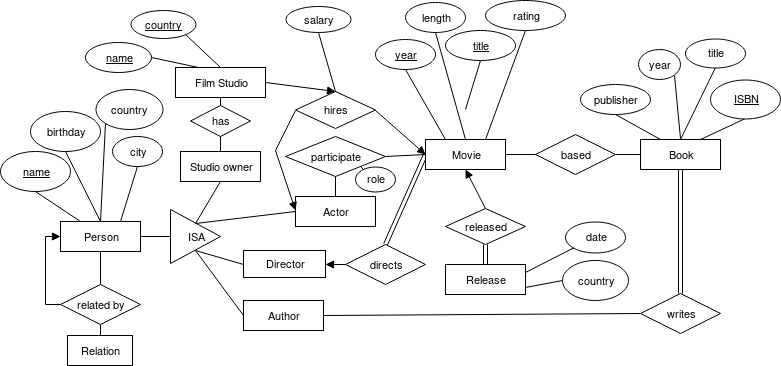 country
salary
length
rating
name
year
title
title
year
Film Studio
publisher
ISBN
country
hires
birthday
has
participate
Movie
based
Book
city
name
Studio owner
role
Actor
Person
ISA
released
date
Director
directs
Release
country
related by
Author
writes
Relation